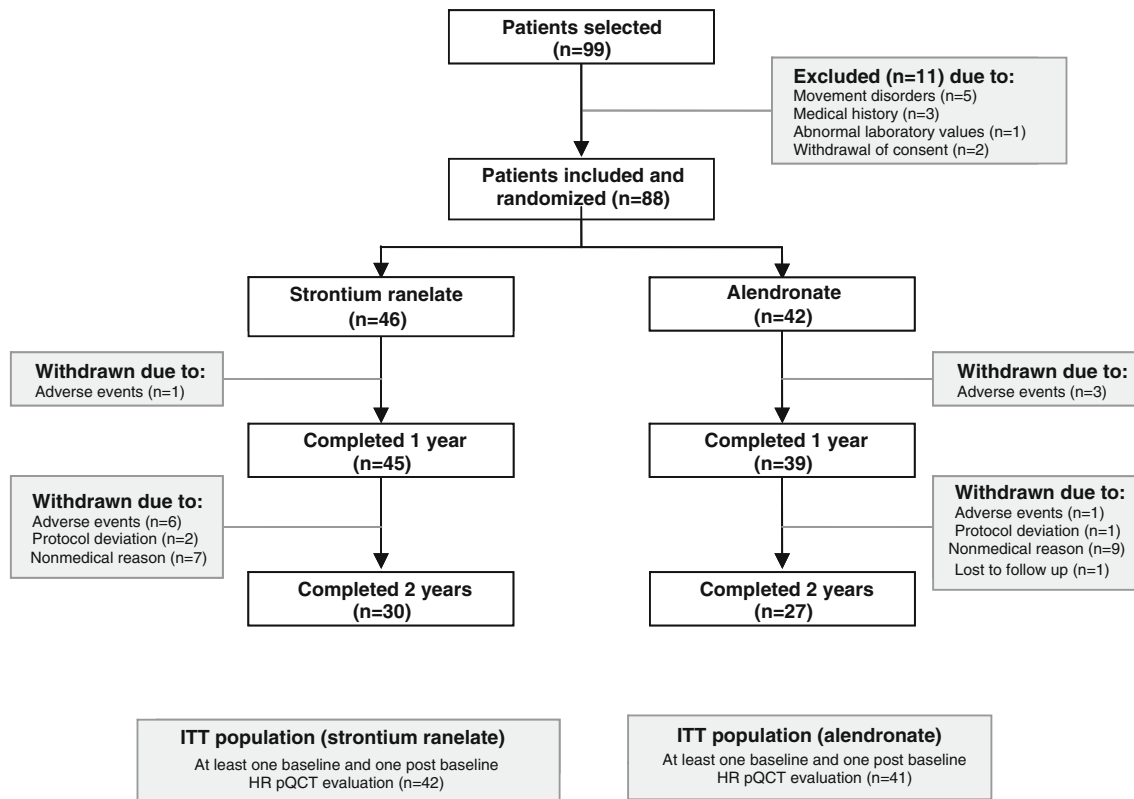 Patients selected
(n=99)
Excluded (n=11) due to:
Movement disorders (n=5)
Medical history (n=3)
Abnormal laboratory values (n=1)
Withdrawal of consent (n=2)
Patients included and
randomized (n=88)
Strontium ranelate
(n=46)
Alendronate
(n=42)
Withdrawn due to:
Adverse events (n=1)
Withdrawn due to:
Adverse events (n=3)
Completed 1 year
(n=45)
Completed 1 year
(n=39)
Withdrawn due to:
Adverse events (n=6)
Protocol deviation (n=2)
Nonmedical reason (n=7)
Withdrawn due to:
Adverse events (n=1)
Protocol deviation (n=1)
Nonmedical reason (n=9)
Lost to follow up (n=1)
Completed 2 years
(n=30)
Completed 2 years
(n=27)
ITT population (strontium ranelate)
At least one baseline and one post baseline
HR pQCT evaluation (n=42)
ITT population (alendronate)
At least one baseline and one post baseline
HR pQCT evaluation (n=41)